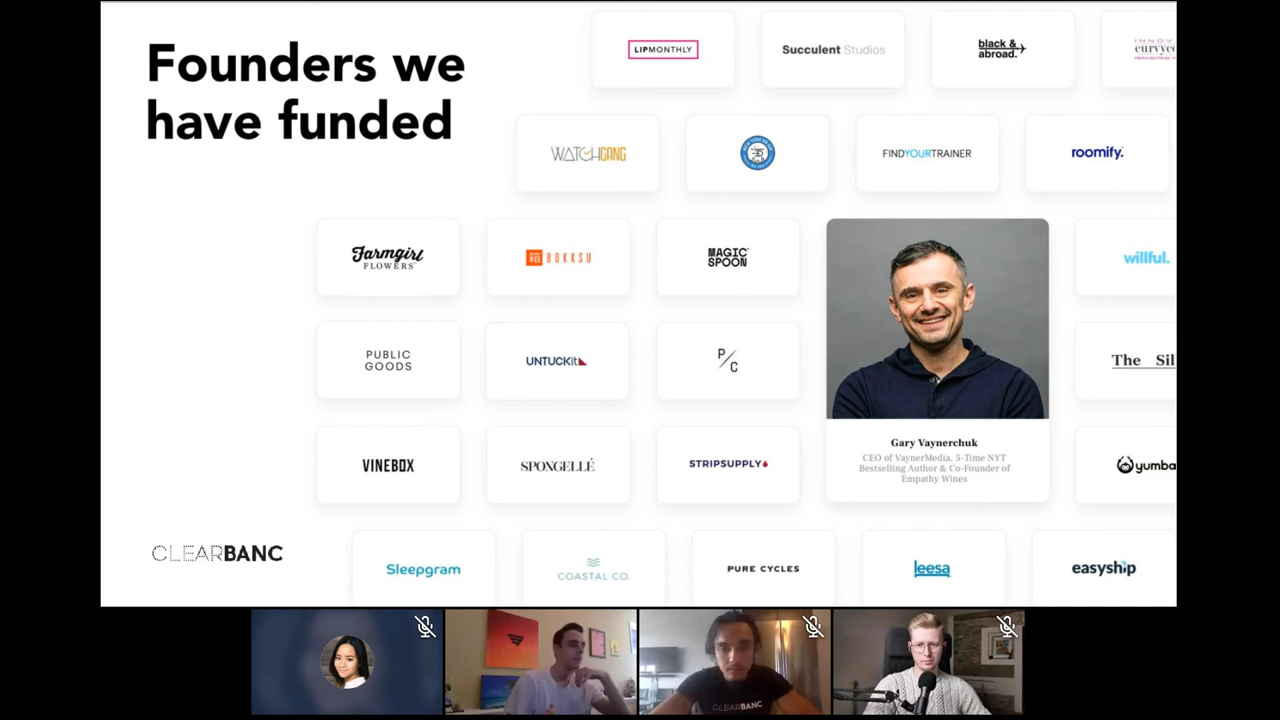 Founders we
have funded
LIPMONTHLY
Succulent Studios
black &
abroad.
WATCHGANG
FINDYOURTRAINER
roomify.
Farmgirl
FLOWERS
箱 BOKKSU
MAGIC
SPOON
willful.
PUBLIC
GOODS
UNTUCKit
P/C
The Sil
VINEBOX
SPONGELLÉ
STRIPSUPPLY
Gary Vaynerchuk
CEO of VaynerMedia, 5-Time NYT
Bestselling Author & Co-Founder of
Empathy Wines
yumba
CLEARBANC
Sleepgram
COASTAL CO.
PURE CYCLES
leesa
easyship
CLEARBANC